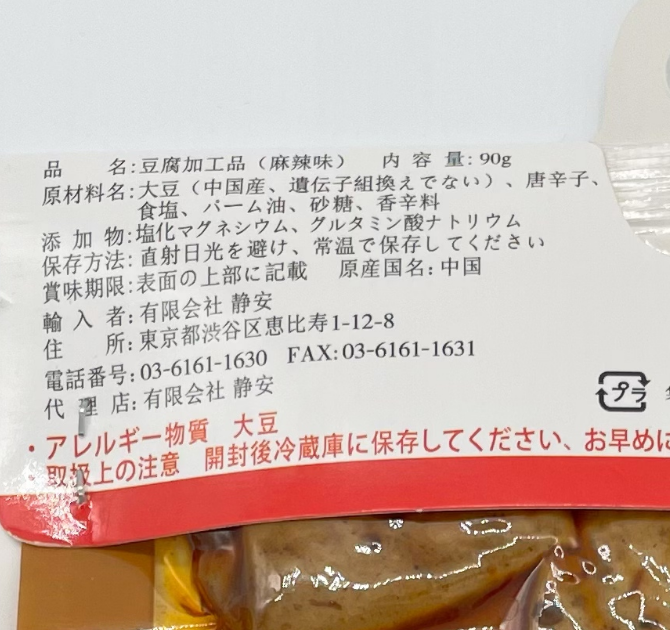 品　　名:豆腐加工品（麻辣味）　内 容 量: 90g
原材料名:大豆（中国産、遺伝子組換えでない）、唐辛子、
食塩、パーム油、砂糖、香辛料
添 加 物:塩化マグネシウム、グルタミン酸ナトリウム
保存方法:直射日光を避け、常温で保存してください
賞味期限:表面の上部に記載　原産国名:中国
輸 入 者:有限会社 静安
住　　所:東京都渋谷区恵比寿1-12-8
電話番号:03-6161-1630　FAX:03-6161-1631
代 理 店:有限会社 静安
プラ
・アレルギー物質　大豆
・取扱上の注意　開封後冷蔵庫に保存してください、お早めに